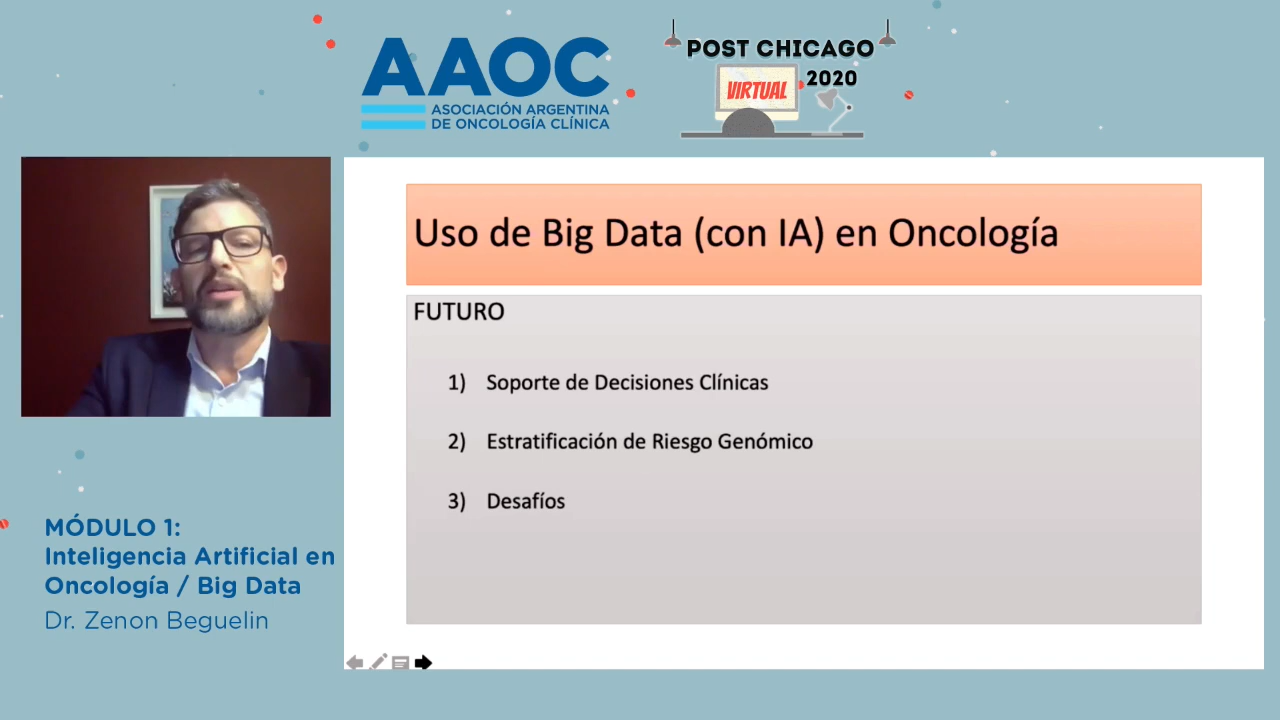 AAOC
ASOCIACIÓN ARGENTINA
DE ONCOLOGÍA CLÍNICA
POST CHICAGO
2020
VIRTUAL
Uso de Big Data (con IA) en Oncología
FUTURO
1) Soporte de Decisiones Clínicas
2) Estratificación de Riesgo Genómico
3) Desafíos
MÓDULO 1:
Inteligencia Artificial en
Oncología / Big Data
Dr. Zenon Beguelin